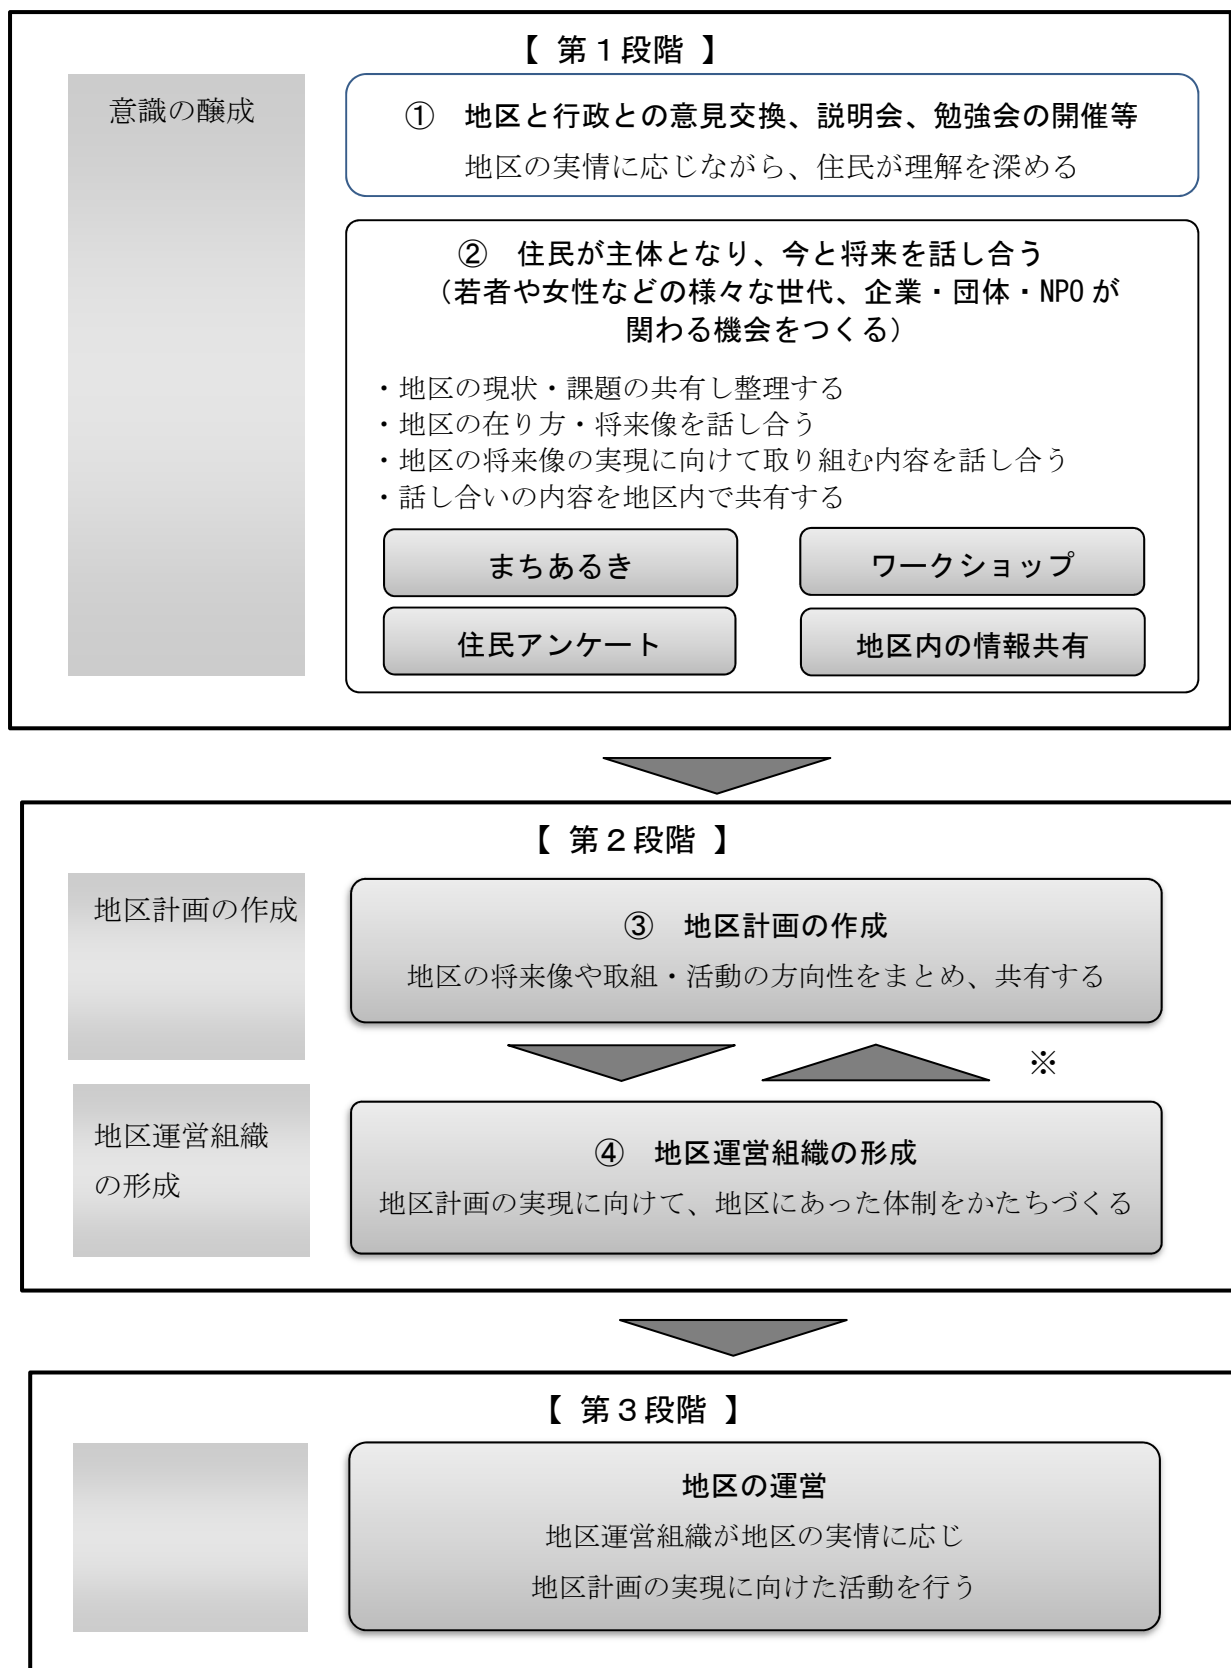 【 第１段階 】
意識の醸成
① 地区と行政との意見交換、説明会、勉強会の開催等
地区の実情に応じながら、住民が理解を深める
② 住民が主体となり、今と将来を話し合う
（若者や女性などの様々な世代、企業・団体・NPO が
関わる機会をつくる）
・地区の現状・課題の共有し整理する
・地区の在り方・将来像を話し合う
・地区の将来像の実現に向けて取り組む内容を話し合う
・話し合いの内容を地区内で共有する
まちあるき
ワークショップ
住民アンケート
地区内の情報共有
【 第２段階 】
地区計画の作成
③ 地区計画の作成
地区の将来像や取組・活動の方向性をまとめ、共有する
※
地区運営組織
の形成
④ 地区運営組織の形成
地区計画の実現に向けて、地区にあった体制をかたちづくる
【 第３段階 】
地区の運営
地区運営組織が地区の実情に応じ
地区計画の実現に向けた活動を行う